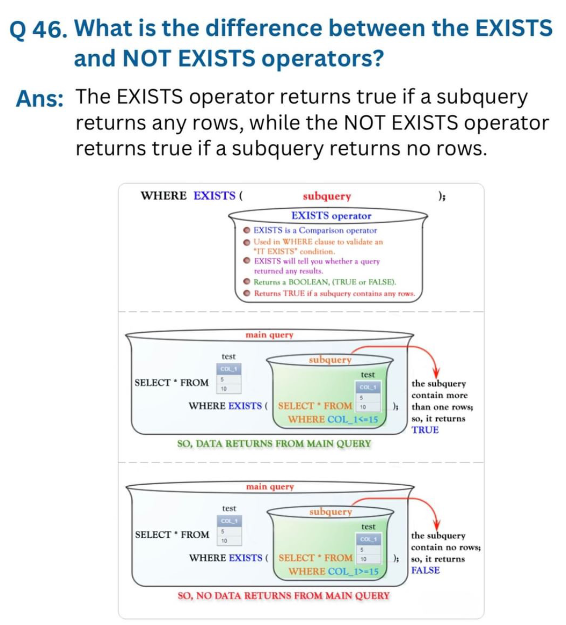 Q 46. What is the difference between the EXISTS
and NOT EXISTS operators?
Ans: The EXISTS operator returns true if a subquery
returns any rows, while the NOT EXISTS operator
returns true if a subquery returns no rows.
WHERE EXISTS ( subquery );
EXISTS operator
EXISTS is a Comparison operator
Used in WHERE clause to validate an
"IT EXISTS" condition.
EXISTS will tell you whether a query
returned any results.
Returns a BOOLEAN, (TRUE or FALSE).
Returns TRUE if a subquery contains any rows.
main query
test
COL_1
5
10
SELECT * FROM
WHERE EXISTS (
subquery
test
COL_1
5
10
SELECT * FROM
WHERE COL_1<=15
);
the subquery
contain more
than one rows;
so, it returns
TRUE
SO, DATA RETURNS FROM MAIN QUERY
main query
test
COL_1
5
10
SELECT * FROM
WHERE EXISTS (
subquery
test
COL_1
5
10
SELECT * FROM
WHERE COL_1>=15
);
the subquery
contain no rows;
so, it returns
FALSE
SO, NO DATA RETURNS FROM MAIN QUERY